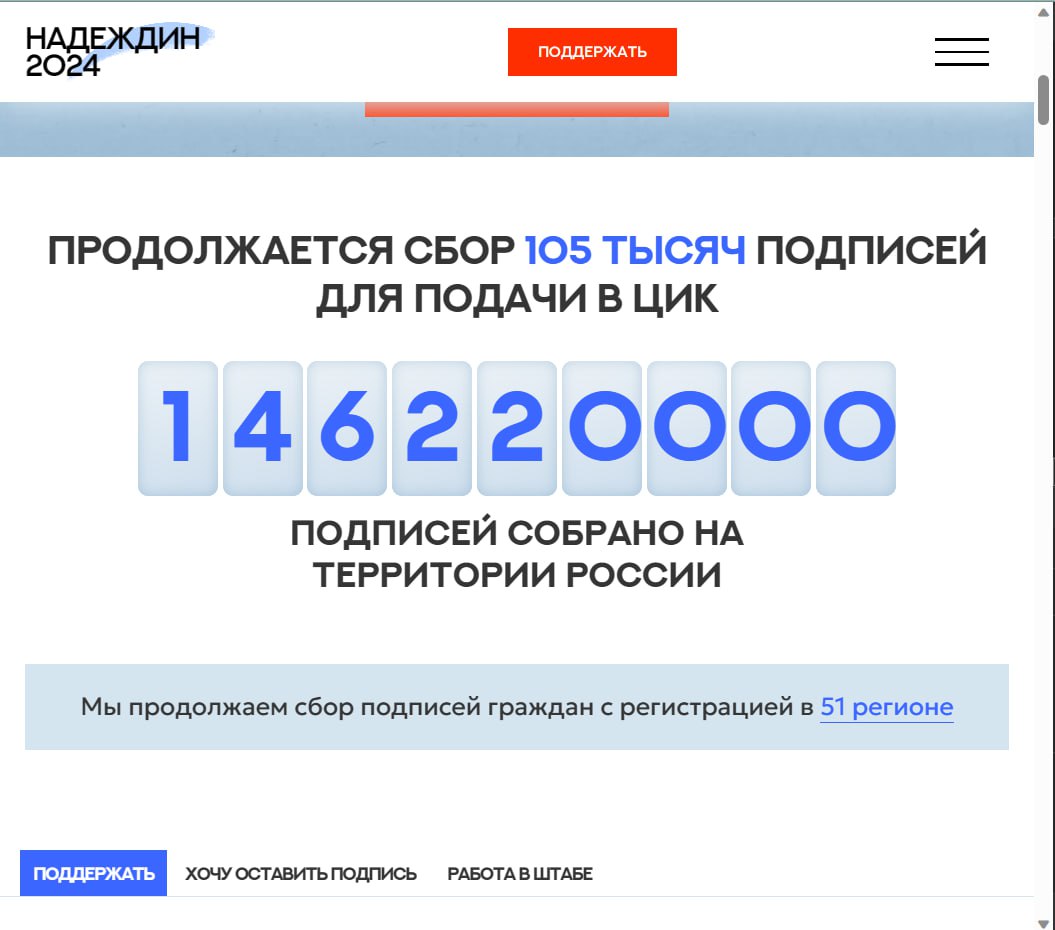 НАДЕЖДИН
2024
ПОДДЕРЖАТЬ
ПРОДОЛЖАЕТСЯ СБОР 105 ТЫСЯЧ ПОДПИСЕЙ
ДЛЯ ПОДАЧИ В ЦИК
146220000
ПОДПИСЕЙ СОБРАНО НА
ТЕРРИТОРИИ РОССИИ
Мы продолжаем сбор подписей граждан с регистрацией в 51 регионе
ПОДДЕРЖАТЬ ХОЧУ ОСТАВИТЬ ПОДПИСЬ РАБОТА В ШТАБЕ